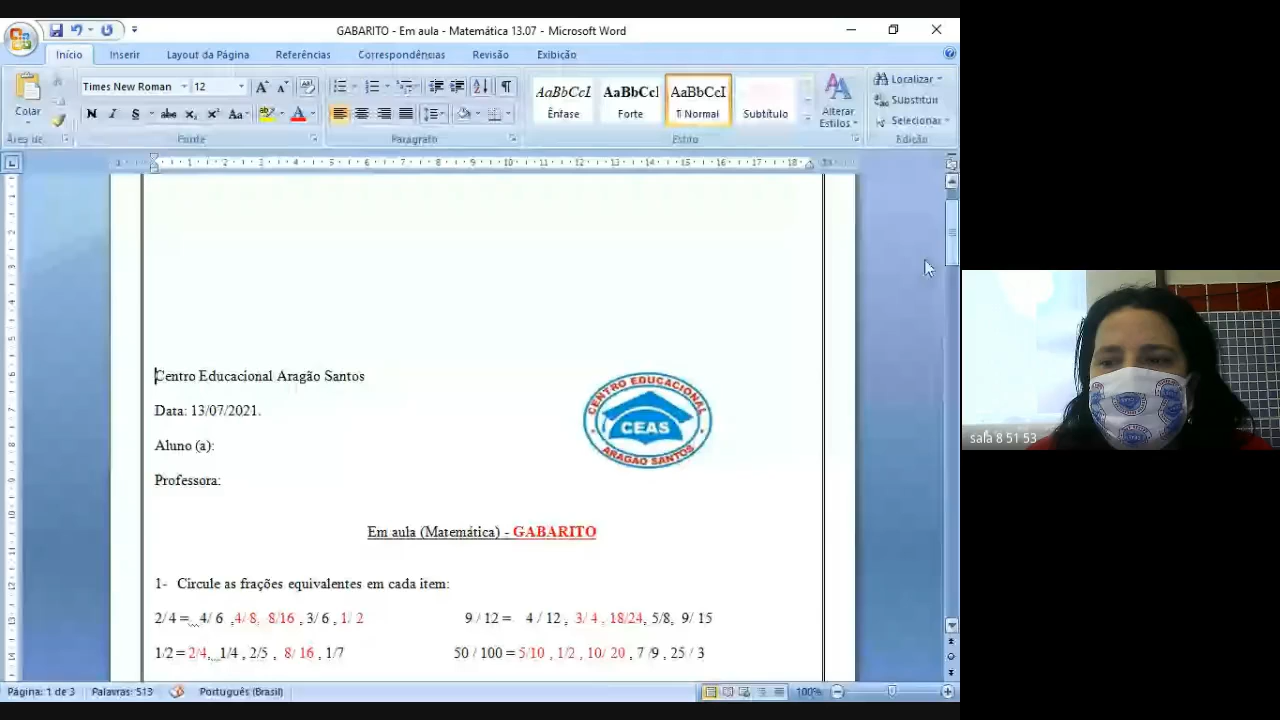 GABARITO - Em aula - Matemática 13.07 - Microsoft Word
Início Inserir Layout da Página Referências Correspondências Revisão Exibição
Times New Roman 12
Colar
N I S abc x₂ x² Aa A
AaBbCcI AaBbCcI AaBbCcI
Ênfase Forte ¶ Normal Subtítulo
Alterar Estilos
Localizar
Substituir
Selecionar
Área de Fonte Parágrafo Estilo Edição
Centro Educacional Aragão Santos
Data: 13/07/2021.
Aluno (a):
Professora:
CENTRO EDUCACIONAL
CEAS
ARAGÃO SANTOS
Em aula (Matemática) - GABARITO
1- Circule as frações equivalentes em cada item:
2/ 4 = 4/ 6 ,4/ 8, 8/16 , 3/ 6 , 1/ 2 9 / 12 = 4 / 12 , 3/ 4 , 18/24, 5/8, 9/ 15
1/2 = 2/4, 1/4 , 2/5 , 8/ 16 , 1/7 50 / 100 = 5/10 , 1/2 , 10/ 20 , 7 /9 , 25 / 3
Página: 1 de 3 Palavras: 513 Português (Brasil) 100%
sala 8 51 53